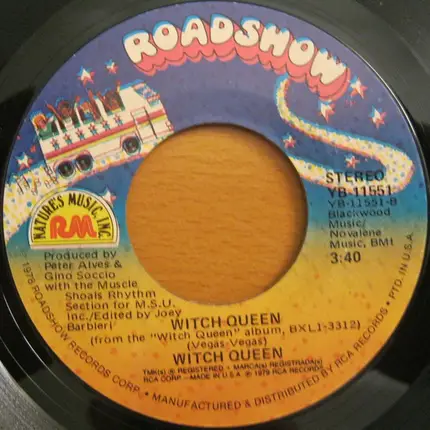 ROADSHOW
STEREO
YB-11551
YB-11551-B
Blackwood
Music/
Novalene
Music, BMI
3:40
NATURE'S MUSIC, INC.
RM
Produced by
Peter Alves &
Gino Soccio
with the Muscle
Shoals Rhythm
Section for M.S.U.
Inc./Edited by Joey
Barbieri
WITCH QUEEN
(from the "Witch Queen" album, BXL1-3312)
(Vegas-Vegas)
WITCH QUEEN
TMK(s) ® REGISTERED • MARCA(s) REGISTRADA(s)
RCA CORP. – MADE IN U.S.A. ℗ 1979 RCA RECORDS
1978 ROADSHOW RECORDS CORP. • MANUFACTURED & DISTRIBUTED BY RCA RECORDS • PTD. IN U.S.A.